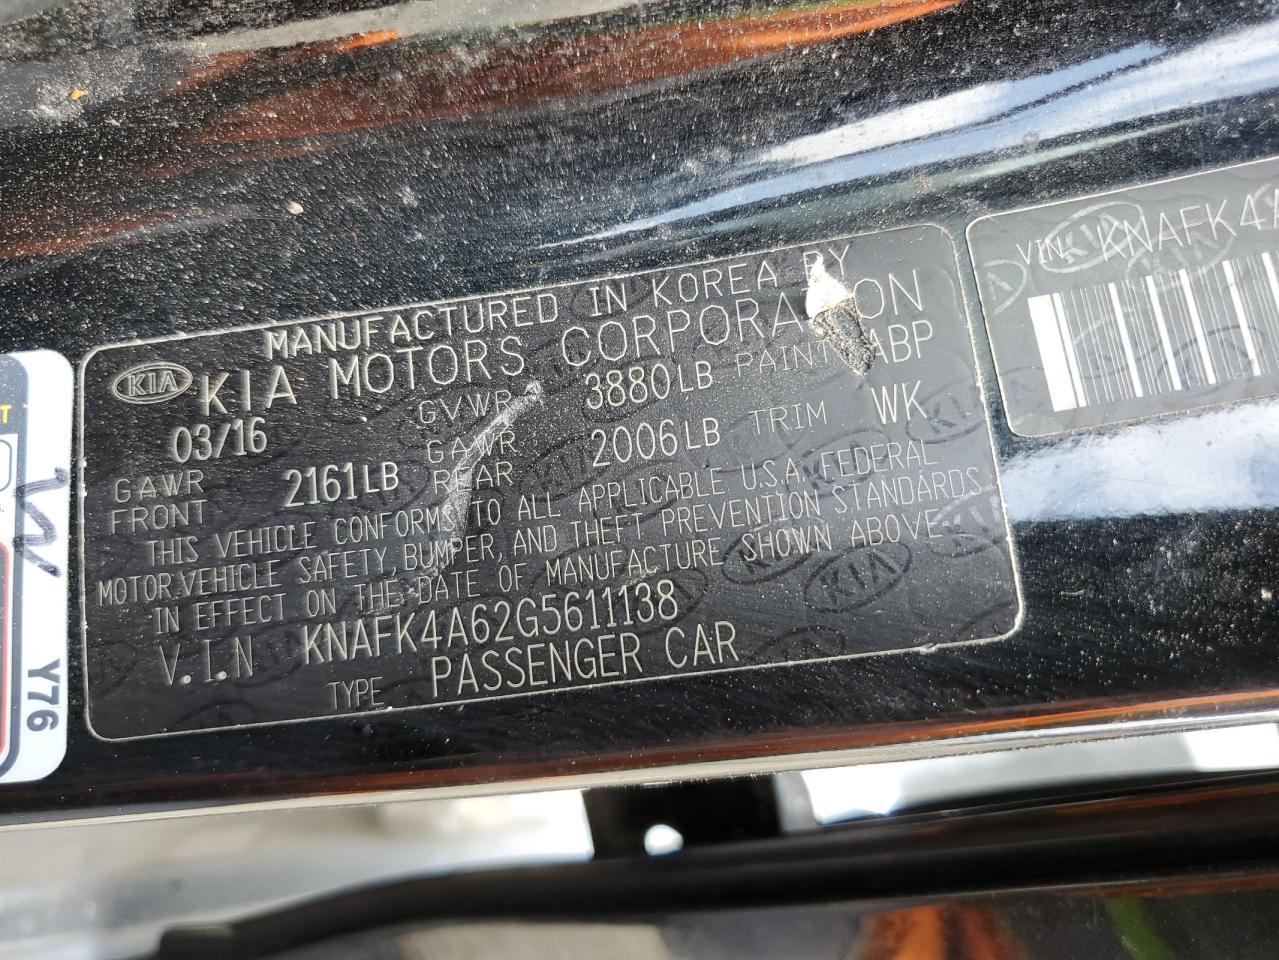 MANUFACTURED IN KOREA BY
KIA KIA MOTORS CORPORATION
03/16 GVWR 3880LB PAINT ABP
GAWR FRONT 2161LB GAWR REAR 2006LB TRIM WK
THIS VEHICLE CONFORMS TO ALL APPLICABLE U.S.A. FEDERAL
MOTOR VEHICLE SAFETY, BUMPER, AND THEFT PREVENTION STANDARDS
IN EFFECT ON THE DATE OF MANUFACTURE SHOWN ABOVE
V.I.N KNAFK4A62G5611138
TYPE PASSENGER CAR
VIN KNAFK4
Y76